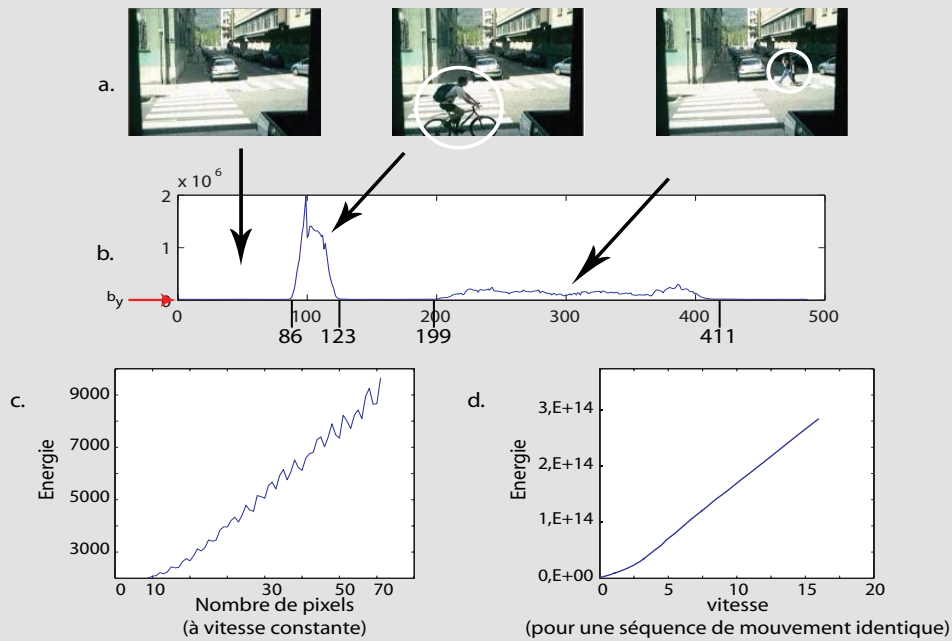 a.
x 10 6
2
1
0
b.
by
0 100 200 300 400 500
86 123 199 411
c.
9000
7000
5000
3000
Energie
0 10 30 50 70
Nombre de pixels
(à vitesse constante)
d.
3,E+14
2,E+14
1,E+14
0,E+00
Energie
0 5 10 15 20
vitesse
(pour une séquence de mouvement identique)